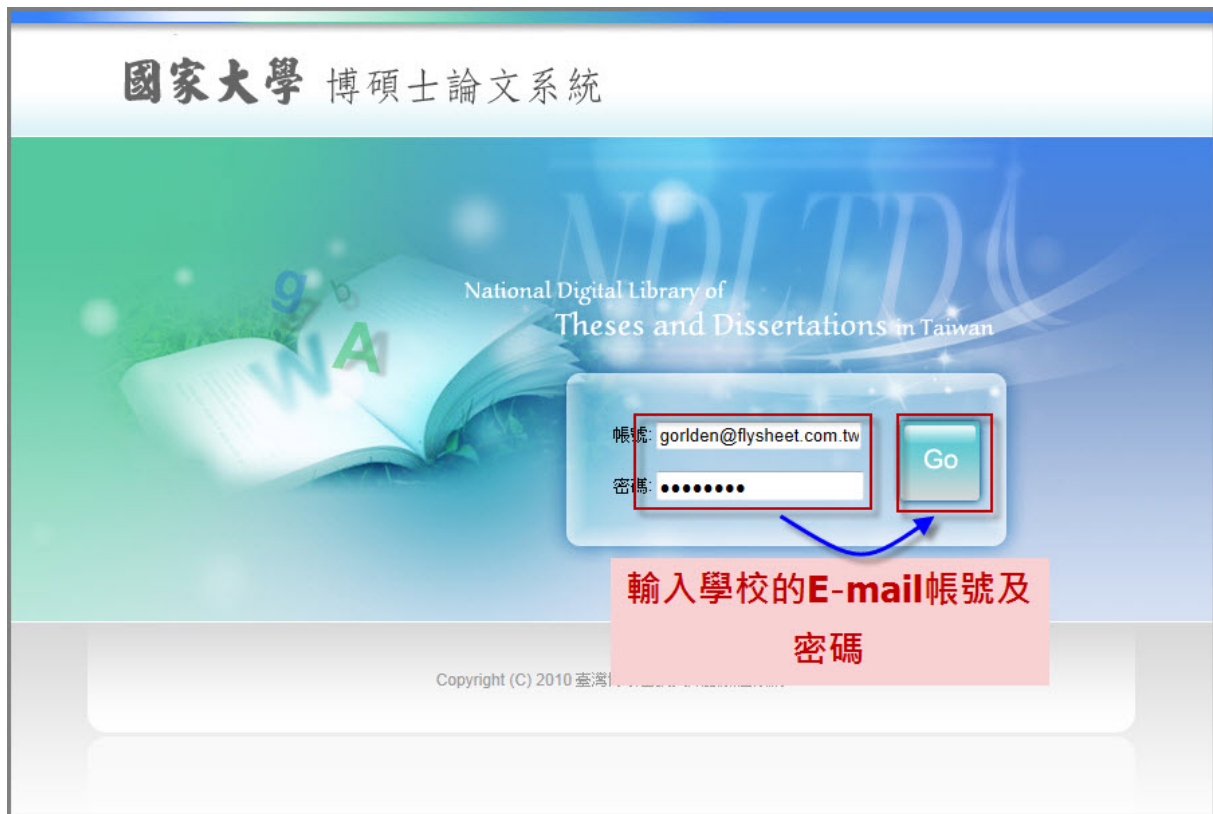 國家大學 博碩士論文系統
NDLTD
g b
W A
National Digital Library of
Theses and Dissertations in Taiwan
帳號: gorlden@flysheet.com.tw
密碼: ●●●●●●●●
Go
輸入學校的E-mail帳號及
密碼
Copyright (C) 2010 臺灣